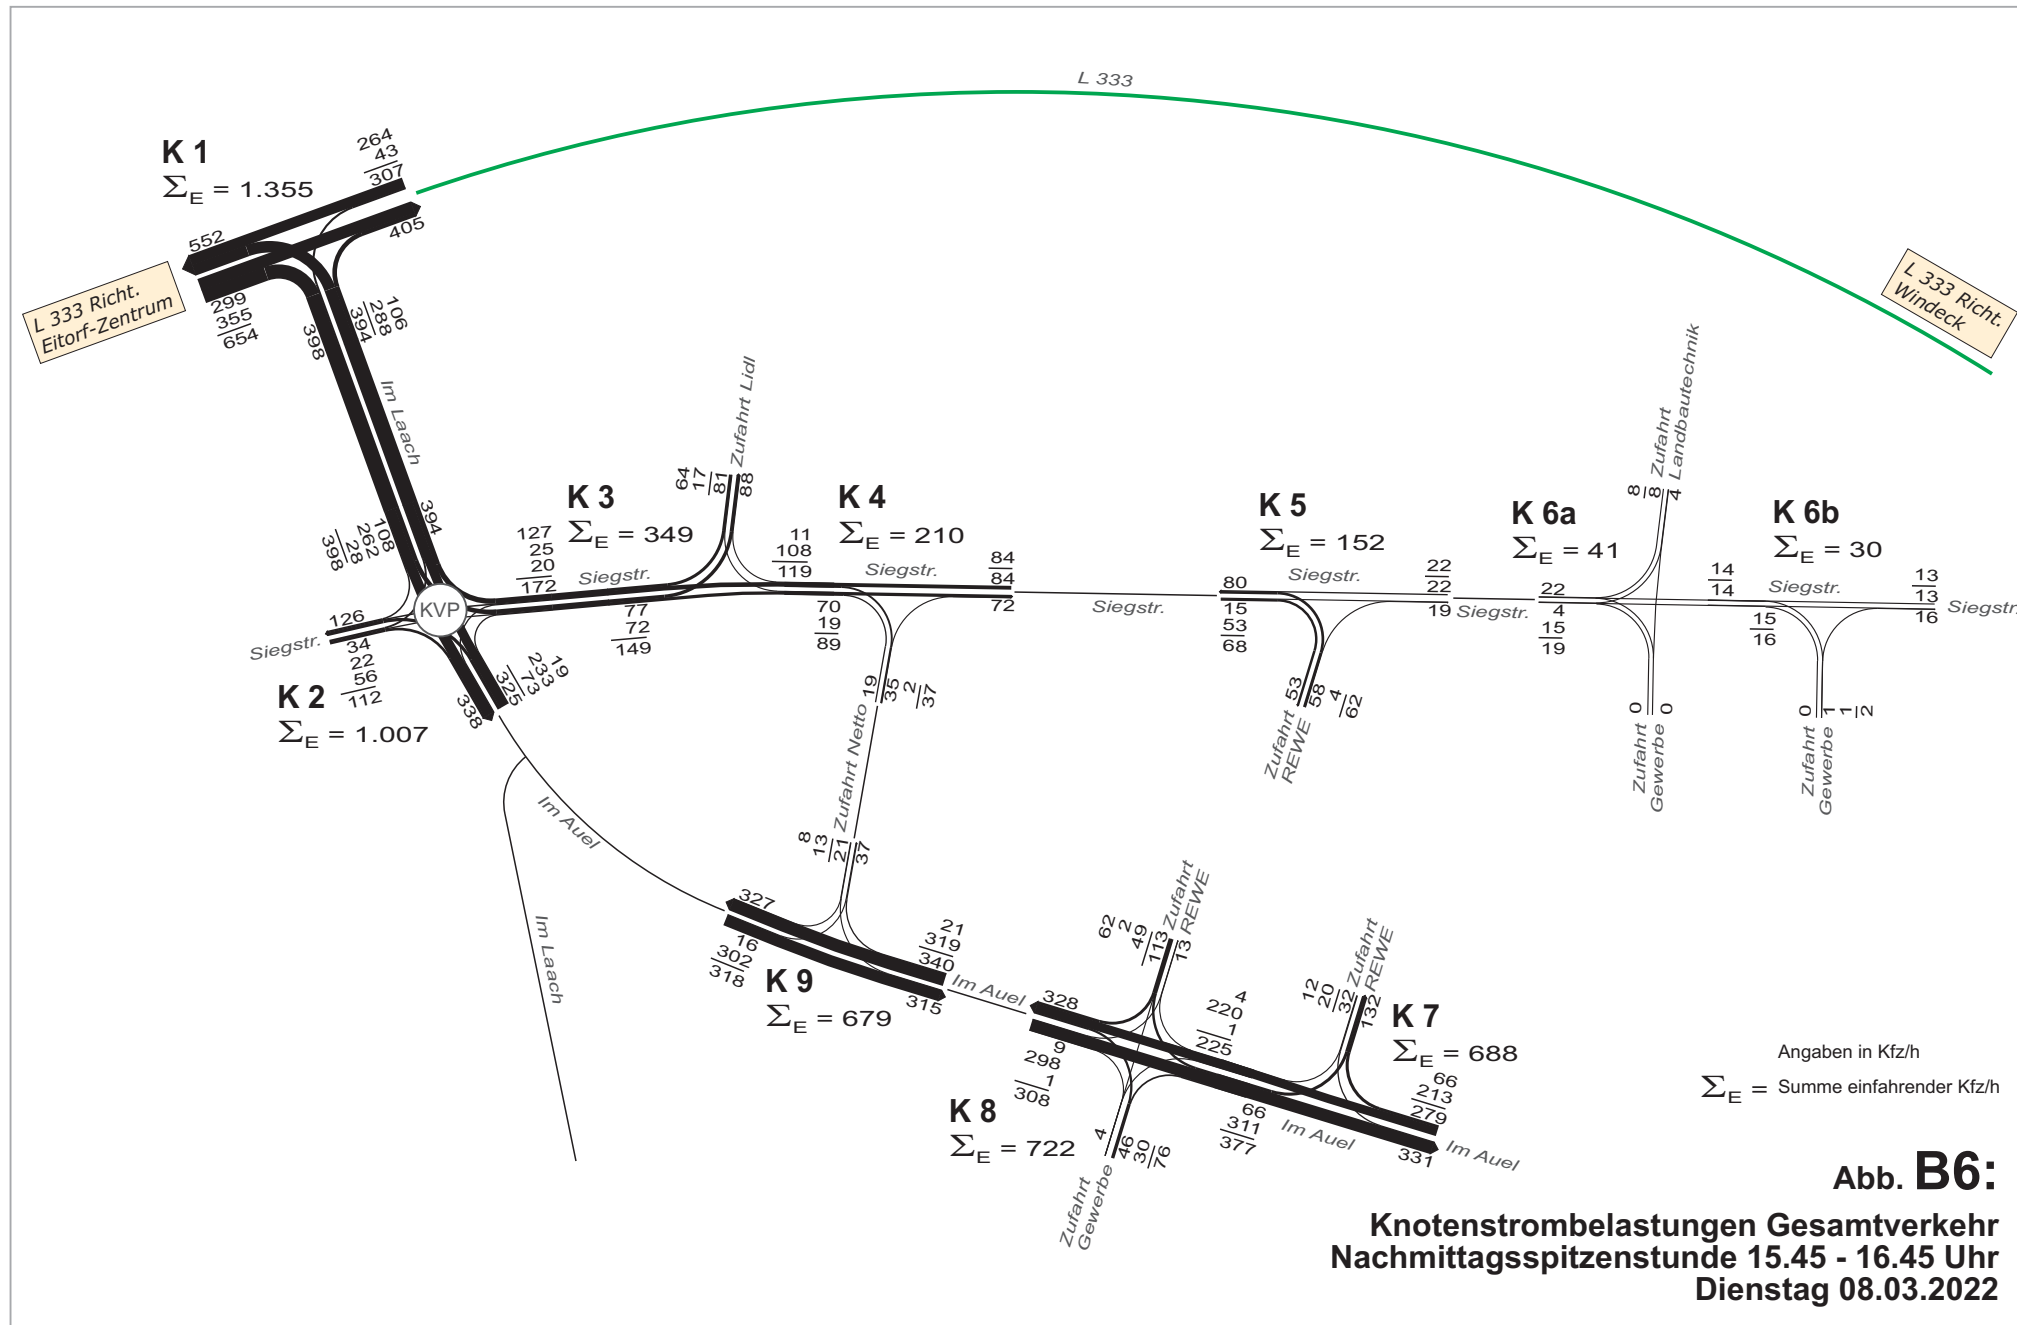 L 333
K 1
Σ_E = 1.355
264
43
307
552
405
L 333 Richt.
Eitorf-Zentrum
299
355
654
398
106
288
394
Im Laach
L 333 Richt.
Windeck
394
108
262
28
398
KVP
126
Siegstr.
34
22
56
112
K 2
Σ_E = 1.007
338
19
233
73
325
K 3
Σ_E = 349
127
25
20
172
Siegstr.
77
72
149
64
17
81
88
Zufahrt Lidl
K 4
Σ_E = 210
11
108
119
Siegstr.
84
84
72
70
19
89
19
35
2
37
Zufahrt Netto
Siegstr.
K 5
Σ_E = 152
80
Siegstr.
22
22
19
15
53
68
53
58
4
62
Zufahrt
REWE
Siegstr.
K 6a
Σ_E = 41
22
4
15
19
8
8
4
Zufahrt
Landbautechnik
0
0
Zufahrt
Gewerbe
K 6b
Σ_E = 30
14
14
Siegstr.
13
13
16
Siegstr.
15
16
0
1
1
2
Zufahrt
Gewerbe
Im Auel
Im Laach
8
13
21
37
327
16
302
318
K 9
Σ_E = 679
21
319
340
315
Im Auel
62
2
49
113
13
Zufahrt
REWE
328
9
298
1
308
K 8
Σ_E = 722
4
220
1
225
4
46
30
76
Zufahrt
Gewerbe
12
20
32
132
Zufahrt
REWE
K 7
Σ_E = 688
66
213
279
66
311
377
Im Auel
331
Im Auel
Angaben in Kfz/h
Σ_E = Summe einfahrender Kfz/h
Abb. B6:
Knotenstrombelastungen Gesamtverkehr
Nachmittagsspitzenstunde 15.45 - 16.45 Uhr
Dienstag 08.03.2022